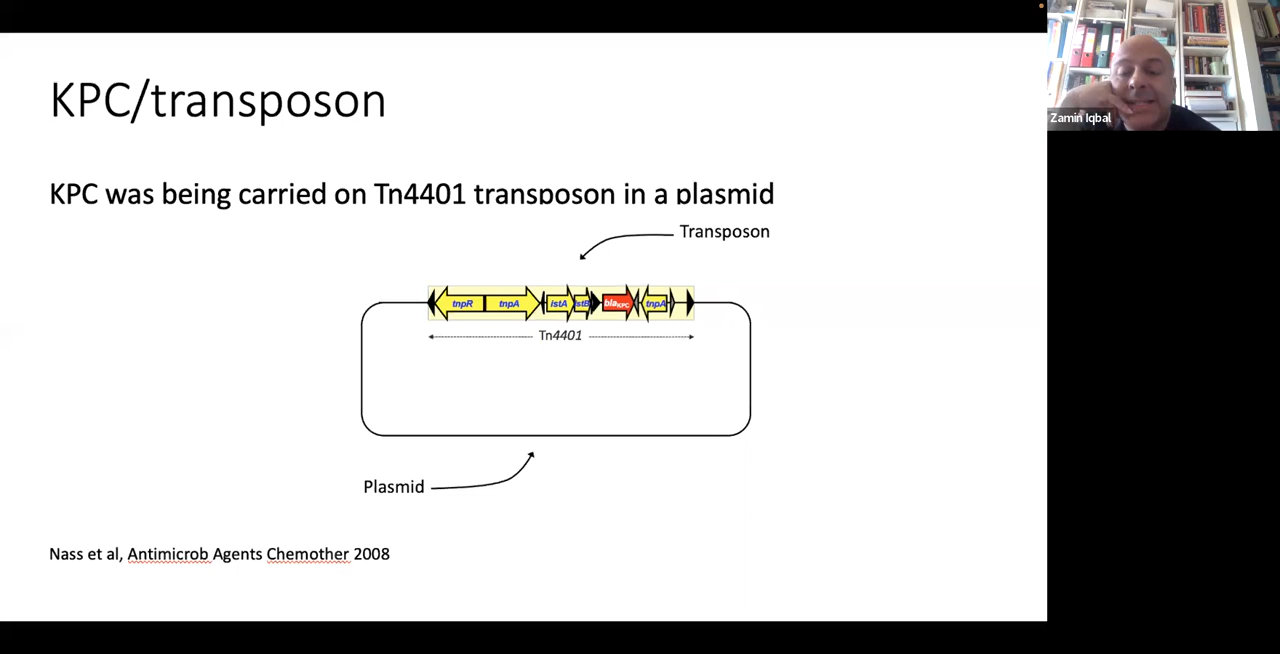 KPC/transposon
Zamin Iqbal
KPC was being carried on Tn4401 transposon in a plasmid
Transposon
tnpR tnpA istA istB blaKPC tnpA
Tn4401
Plasmid
Nass et al, Antimicrob Agents Chemother 2008